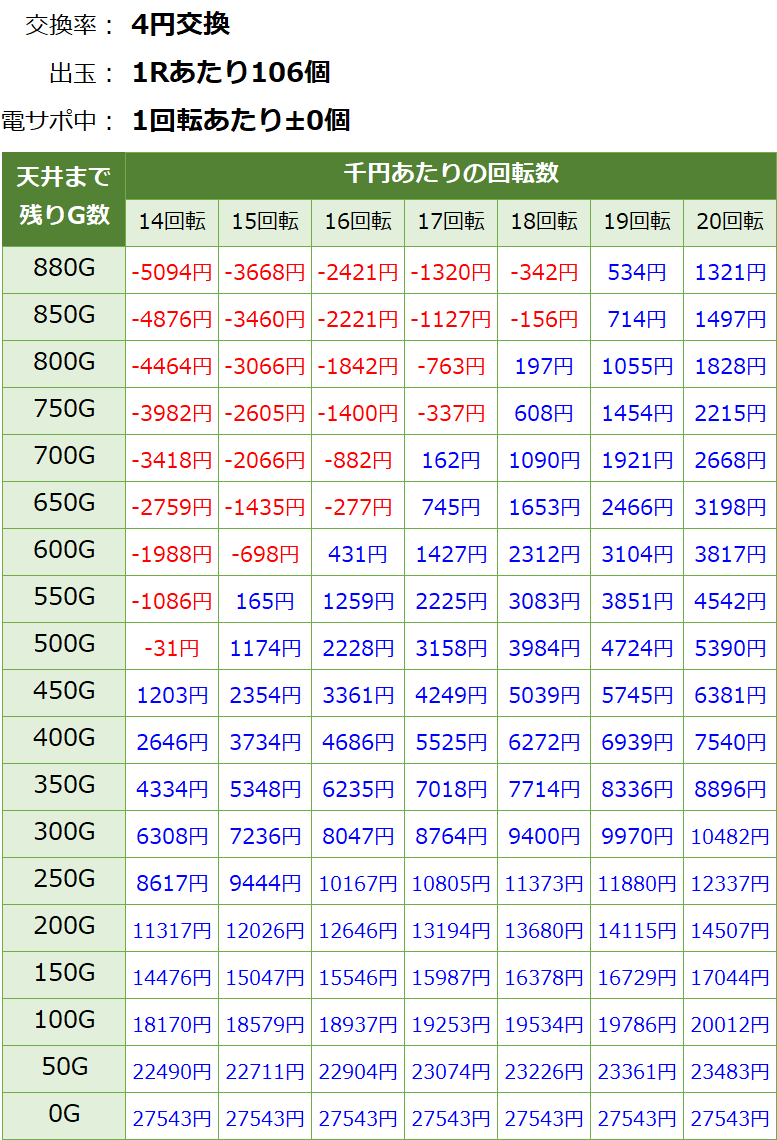 交換率： 4円交換
出玉： 1Rあたり106個
電サポ中： 1回転あたり±0個
天井まで残りG数 千円あたりの回転数
14回転 15回転 16回転 17回転 18回転 19回転 20回転
880G -5094円 -3668円 -2421円 -1320円 -342円 534円 1321円
850G -4876円 -3460円 -2221円 -1127円 -156円 714円 1497円
800G -4464円 -3066円 -1842円 -763円 197円 1055円 1828円
750G -3982円 -2605円 -1400円 -337円 608円 1454円 2215円
700G -3418円 -2066円 -882円 162円 1090円 1921円 2668円
650G -2759円 -1435円 -277円 745円 1653円 2466円 3198円
600G -1988円 -698円 431円 1427円 2312円 3104円 3817円
550G -1086円 165円 1259円 2225円 3083円 3851円 4542円
500G -31円 1174円 2228円 3158円 3984円 4724円 5390円
450G 1203円 2354円 3361円 4249円 5039円 5745円 6381円
400G 2646円 3734円 4686円 5525円 6272円 6939円 7540円
350G 4334円 5348円 6235円 7018円 7714円 8336円 8896円
300G 6308円 7236円 8047円 8764円 9400円 9970円 10482円
250G 8617円 9444円 10167円 10805円 11373円 11880円 12337円
200G 11317円 12026円 12646円 13194円 13680円 14115円 14507円
150G 14476円 15047円 15546円 15987円 16378円 16729円 17044円
100G 18170円 18579円 18937円 19253円 19534円 19786円 20012円
50G 22490円 22711円 22904円 23074円 23226円 23361円 23483円
0G 27543円 27543円 27543円 27543円 27543円 27543円 27543円